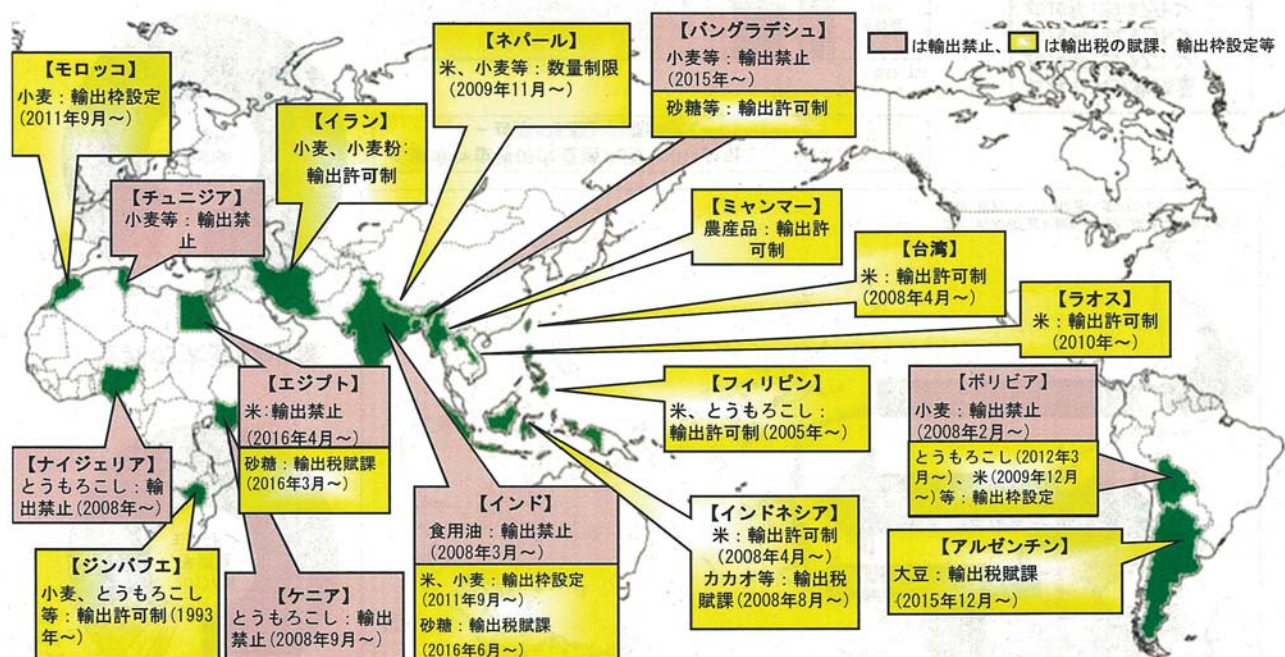 は輸出禁止、 は輸出税の賦課、輸出枠設定等
【モロッコ】
小麦：輸出枠設定
(2011年9月～)
【チュニジア】
小麦等：輸出禁
止
【イラン】
小麦、小麦粉：
輸出許可制
【ネパール】
米、小麦等：数量制限
(2009年11月～)
【バングラデシュ】
小麦等：輸出禁止
(2015年～)
砂糖等：輸出許可制
【ミャンマー】
農産品：輸出許
可制
【台湾】
米：輸出許可制
(2008年4月～)
【ラオス】
米：輸出許可制
(2010年～)
【フィリピン】
米、とうもろこし：
輸出許可制(2005年～)
【ボリビア】
小麦：輸出禁止
(2008年2月～)
とうもろこし(2012年3
月～)、米(2009年12月
～)等：輸出枠設定
【アルゼンチン】
大豆：輸出税賦課
(2015年12月～)
【インドネシア】
米：輸出許可制
(2008年4月～)
カカオ等：輸出税
賦課(2008年8月～)
【インド】
食用油：輸出禁止
(2008年3月～)
米、小麦：輸出枠設定
(2011年9月～)
砂糖：輸出税賦課
(2016年6月～)
【エジプト】
米:輸出禁止
(2016年4月～)
砂糖：輸出税賦課
(2016年3月～)
【ナイジェリア】
とうもろこし：輸
出禁止(2008年～)
【ジンバブエ】
小麦、とうもろこし
等：輸出許可制(1993
年～)
【ケニア】
とうもろこし：輸出
禁止(2008年9月～)